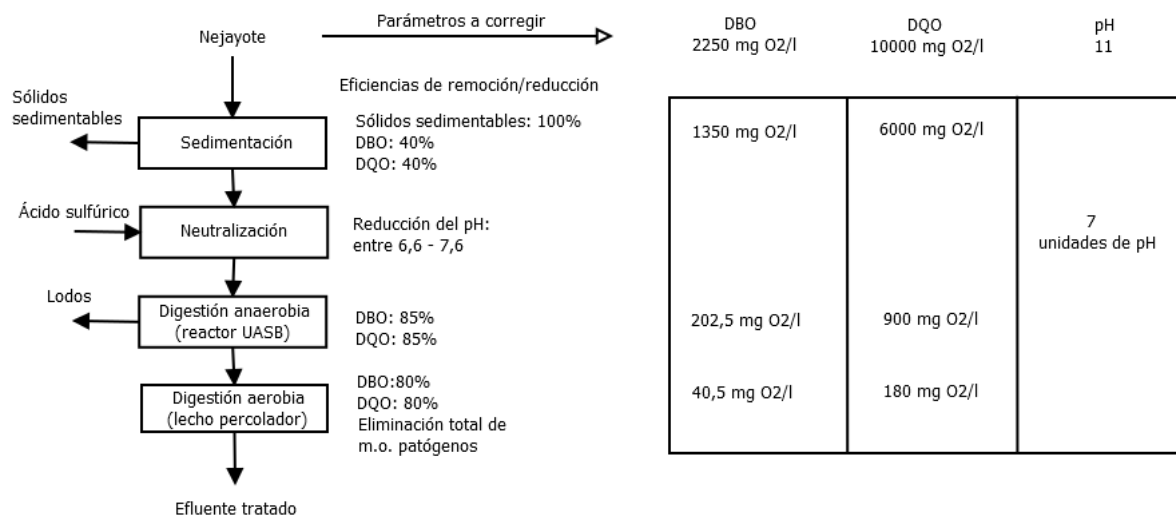 Parámetros a corregir
DBO
2250 mg O2/l
DQO
10000 mg O2/l
pH
11
Nejayote
Eficiencias de remoción/reducción
Sólidos
sedimentables
Sedimentación
Sólidos sedimentables: 100%
DBO: 40%
DQO: 40%
1350 mg O2/l
6000 mg O2/l
Ácido sulfúrico
Neutralización
Reducción del pH:
entre 6,6 - 7,6
7
unidades de pH
Lodos
Digestión anaerobia
(reactor UASB)
DBO: 85%
DQO: 85%
202,5 mg O2/l
900 mg O2/l
Digestión aerobia
(lecho percolador)
DBO:80%
DQO: 80%
Eliminación total de
m.o. patógenos
40,5 mg O2/l
180 mg O2/l
Efluente tratado